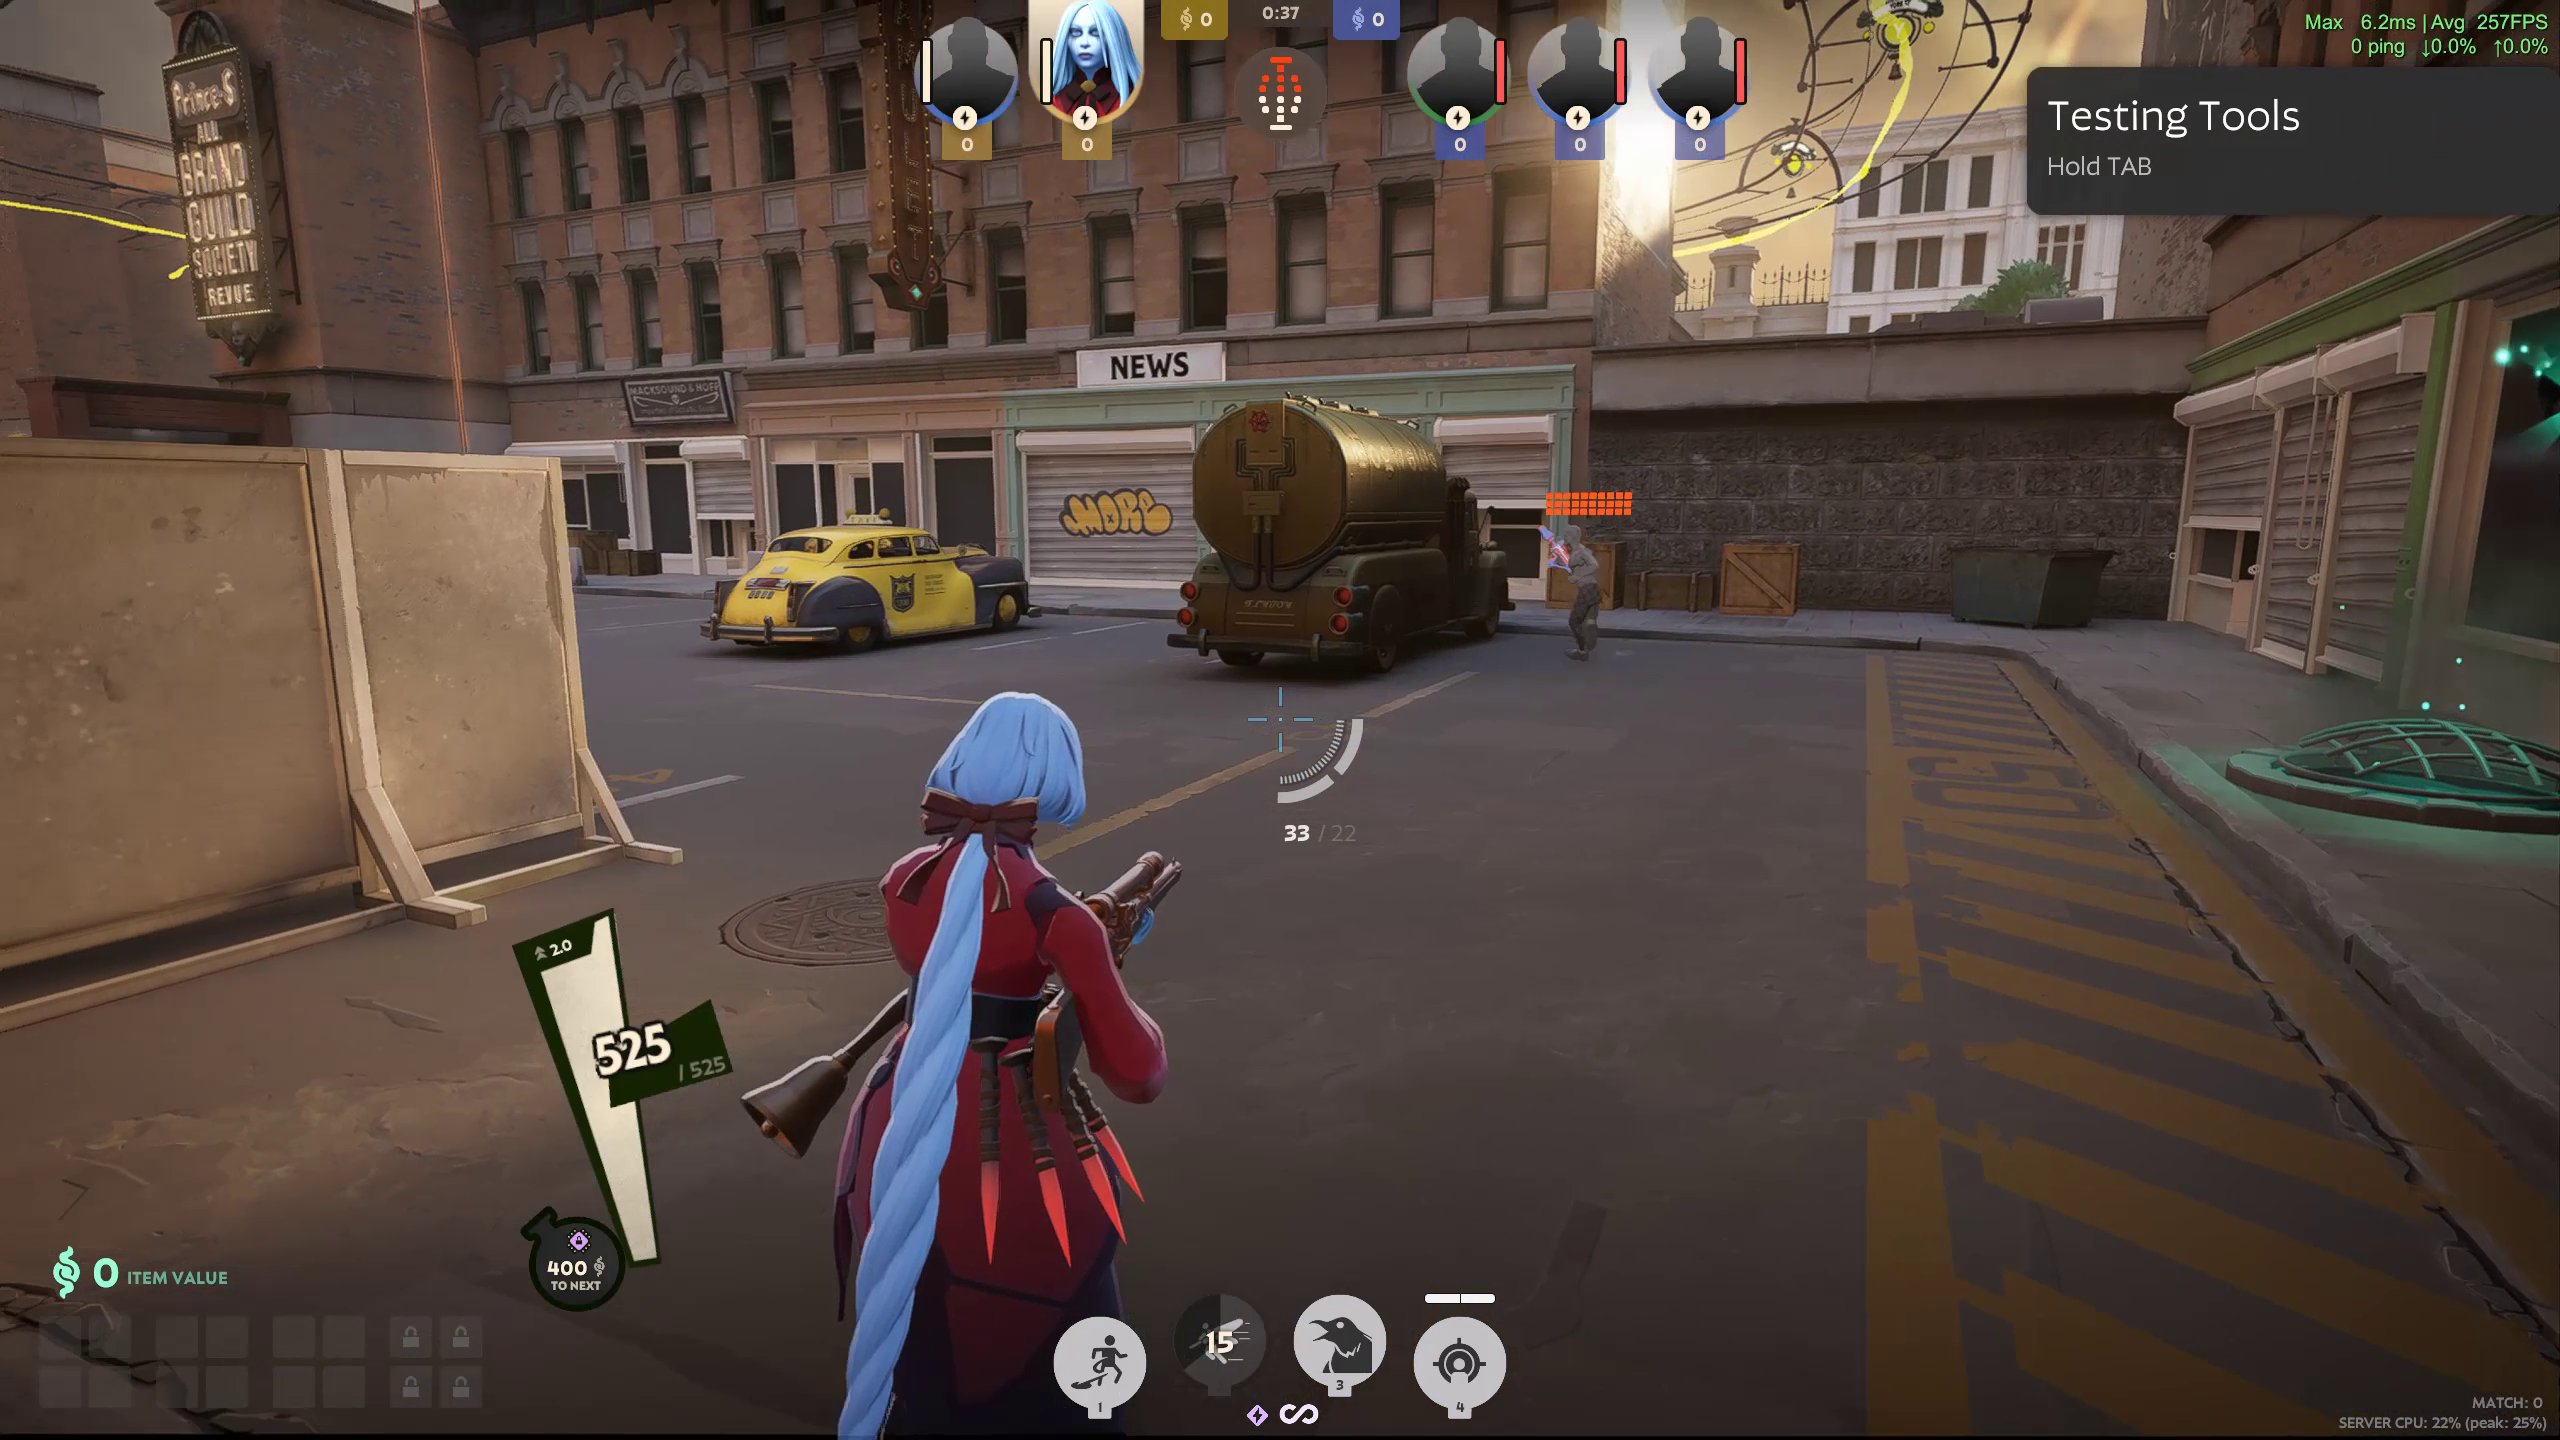 0
0:37
0
Max 6.2ms | Avg 257FPS
0 ping ↓0.0% ↑0.0%
0
0
0
0
0
Testing Tools
Hold TAB
Prince-S
ALL
BRAND
GUILD
SOCIETY
REVUE
NEWS
MACKSOUND & HOFF
MORE
33 / 22
2.0
525
/ 525
400
TO NEXT
0 ITEM VALUE
15
1
3
4
MATCH: 0
SERVER CPU: 22% (peak: 25%)